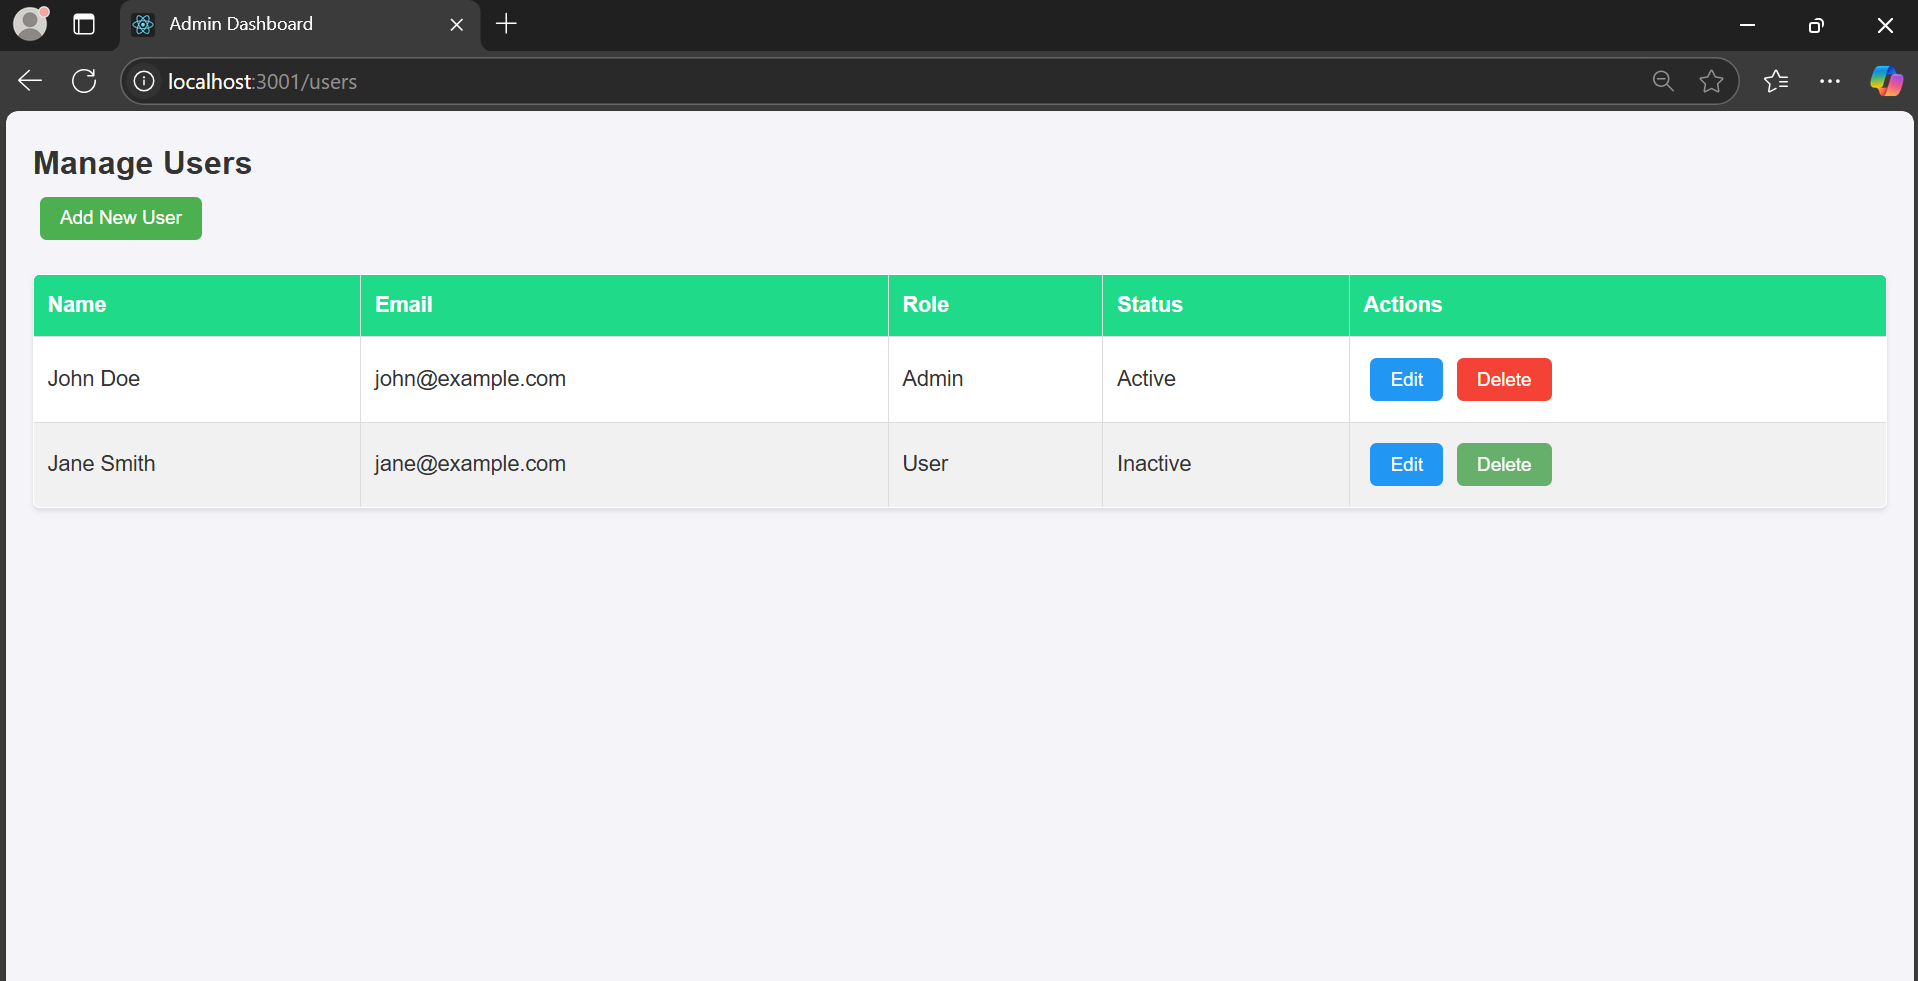 Admin Dashboard
localhost:3001/users
Manage Users
Add New User
Name Email Role Status Actions
John Doe john@example.com Admin Active Edit Delete
Jane Smith jane@example.com User Inactive Edit Delete